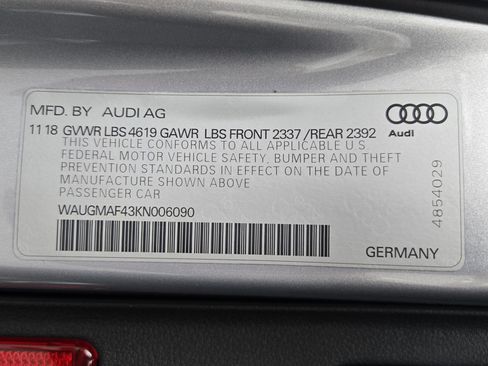 MFD. BY AUDI AG
11 18 GVWR LBS 4619 GAWR LBS FRONT 2337 /REAR 2392
THIS VEHICLE CONFORMS TO ALL APPLICABLE U S
FEDERAL MOTOR VEHICLE SAFETY, BUMPER AND THEFT
PREVENTION STANDARDS IN EFFECT ON THE DATE OF
MANUFACTURE SHOWN ABOVE
PASSENGER CAR
WAUGMAF43KN006090
GERMANY
Audi
4854029